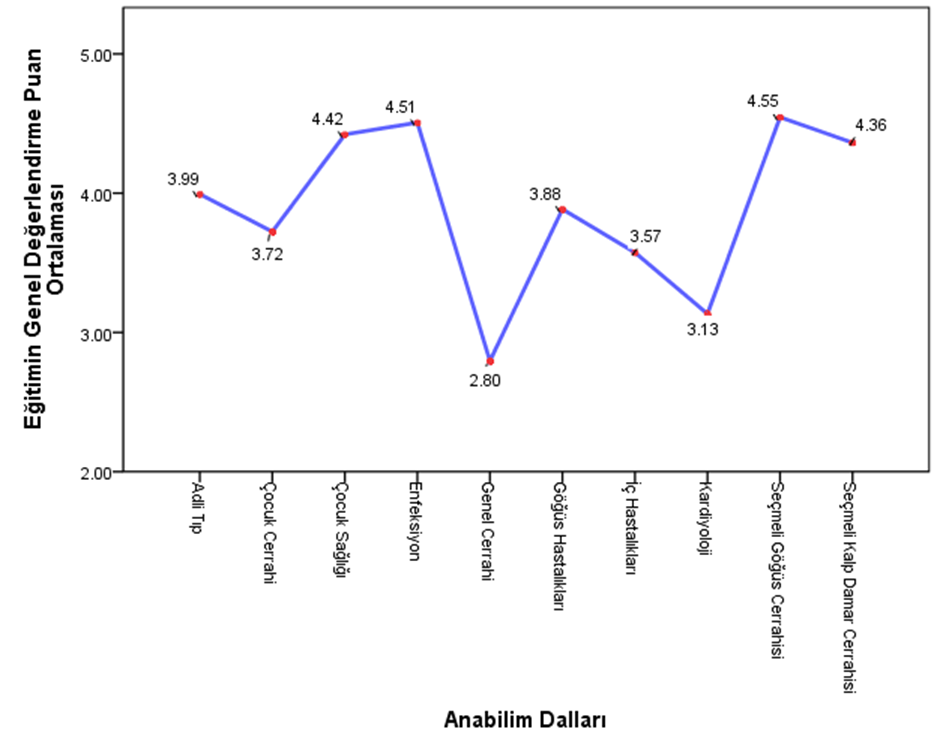 Eğitimin Genel Değerlendirme Puan
Ortalaması
5.00
4.00
3.00
2.00
3.99
3.72
4.42
4.51
2.80
3.88
3.57
3.13
4.55
4.36
Adli Tıp
Çocuk Cerrahi
Çocuk Sağlığı
Enfeksiyon
Genel Cerrahi
Göğüs Hastalıkları
İç Hastalıkları
Kardiyoloji
Seçmeli Göğüs Cerrahisi
Seçmeli Kalp Damar Cerrahisi
Anabilim Dalları